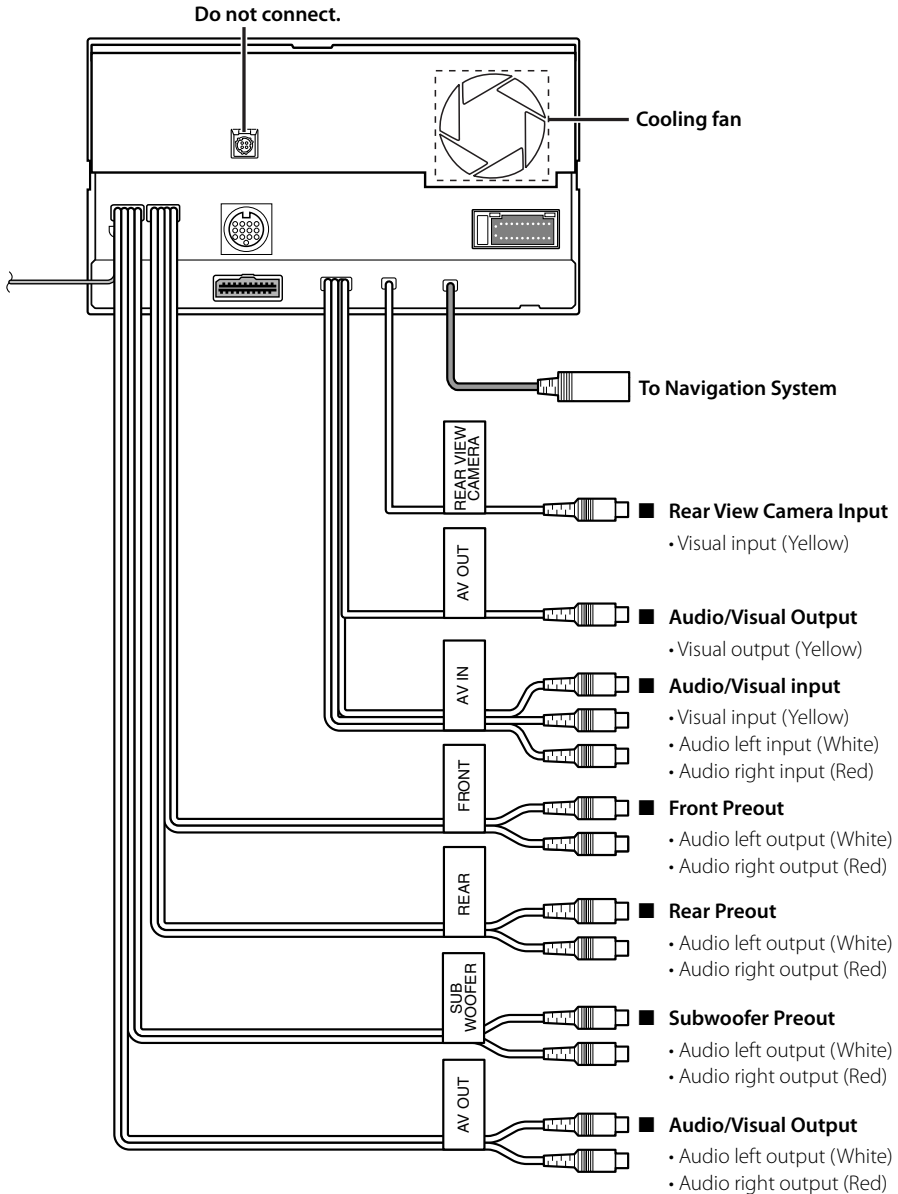 Do not connect.
Cooling fan
To Navigation System
REAR VIEW
CAMERA
■ Rear View Camera Input
• Visual input (Yellow)
AV OUT
■ Audio/Visual Output
• Visual output (Yellow)
AV IN
■ Audio/Visual input
• Visual input (Yellow)
• Audio left input (White)
• Audio right input (Red)
FRONT
■ Front Preout
• Audio left output (White)
• Audio right output (Red)
REAR
■ Rear Preout
• Audio left output (White)
• Audio right output (Red)
SUB
WOOFER
■ Subwoofer Preout
• Audio left output (White)
• Audio right output (Red)
AV OUT
■ Audio/Visual Output
• Audio left output (White)
• Audio right output (Red)